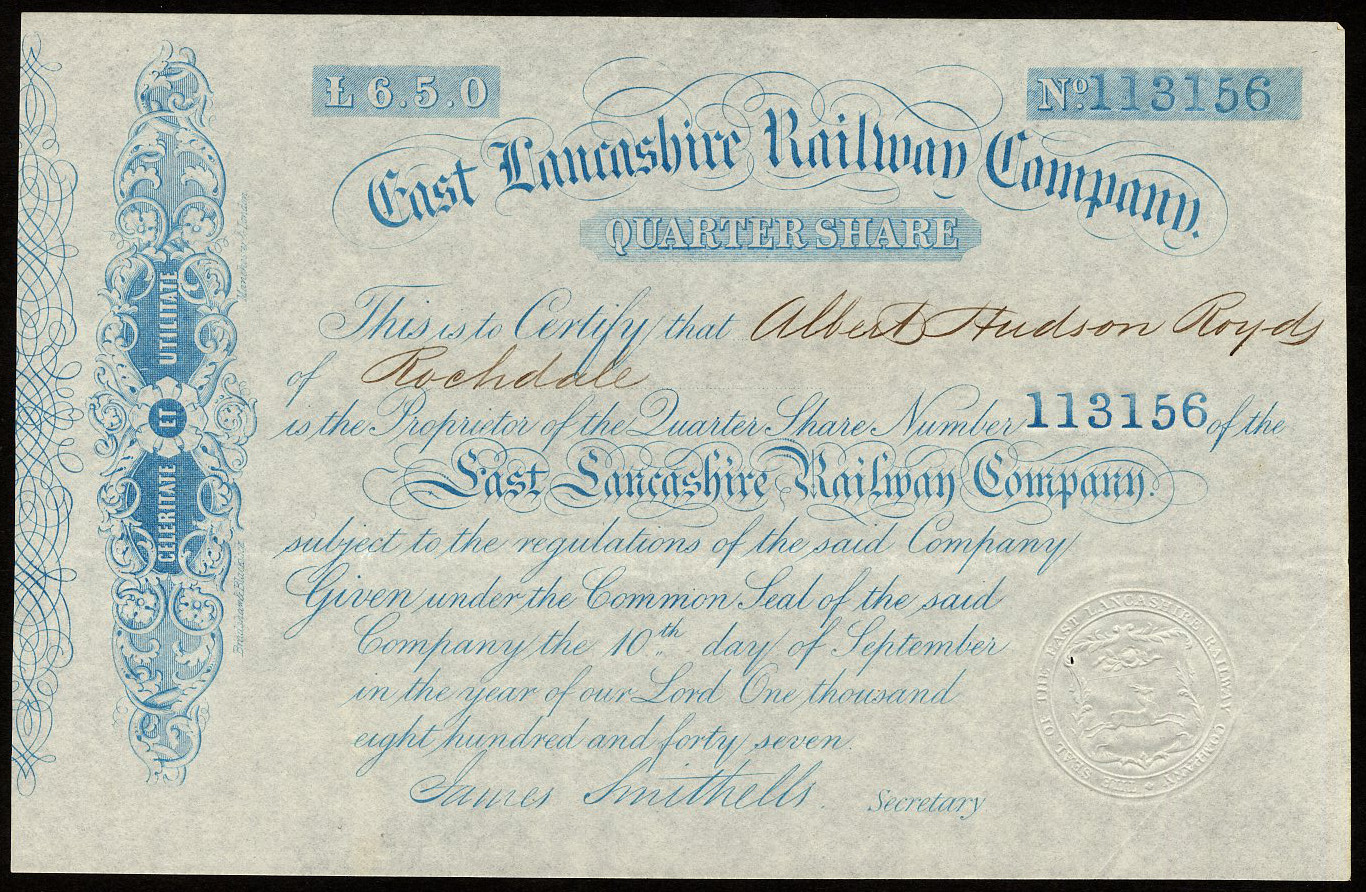 £ 6.5.0
No. 113156
East Lancashire Railway Company.
QUARTER SHARE
This is to Certify that Albert Hudson Royds
of Rochdale
is the Proprietor of the Quarter Share Number 113156 of the
East Lancashire Railway Company.
subject to the regulations of the said Company
Given under the Common Seal of the said
Company the 10th day of September
in the year of our Lord One thousand
eight hundred and forty seven.
James Smithells Secretary
CELERITATE ET UTILITATE
THE SEAL OF THE EAST LANCASHIRE RAILWAY COMPANY